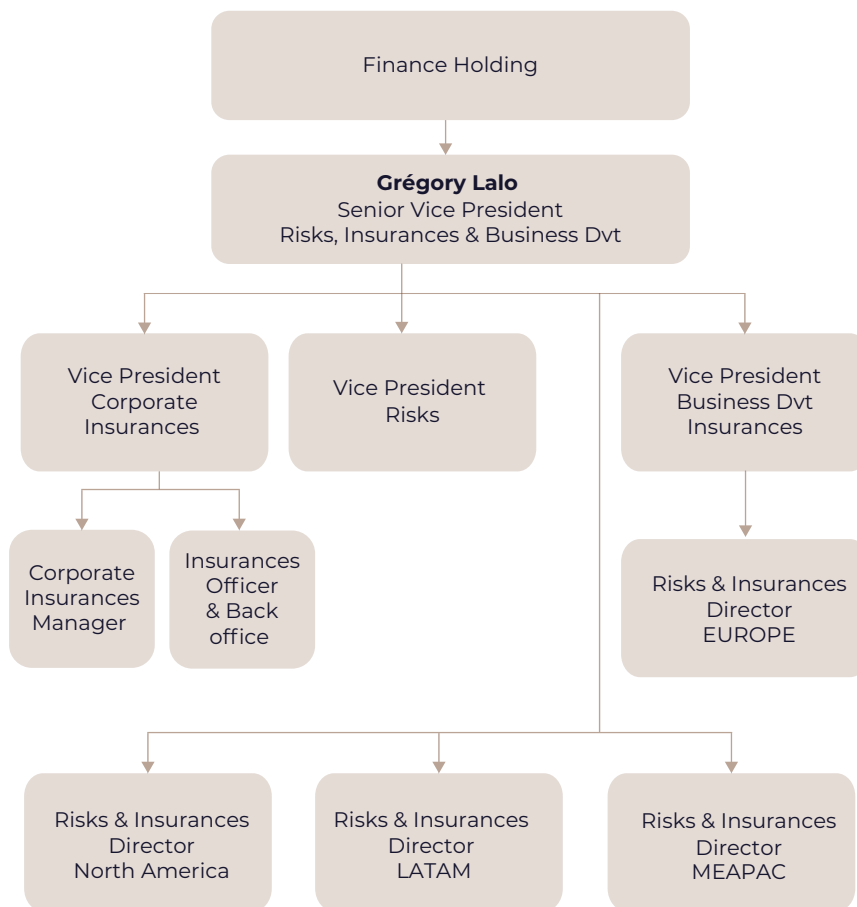 Finance Holding
Grégory Lalo
Senior Vice President
Risks, Insurances & Business Dvt
Vice President
Corporate
Insurances
Vice President
Risks
Vice President
Business Dvt
Insurances
Corporate
Insurances
Manager
Insurances
Officer
& Back
office
Risks & Insurances
Director
EUROPE
Risks & Insurances
Director
North America
Risks & Insurances
Director
LATAM
Risks & Insurances
Director
MEAPAC